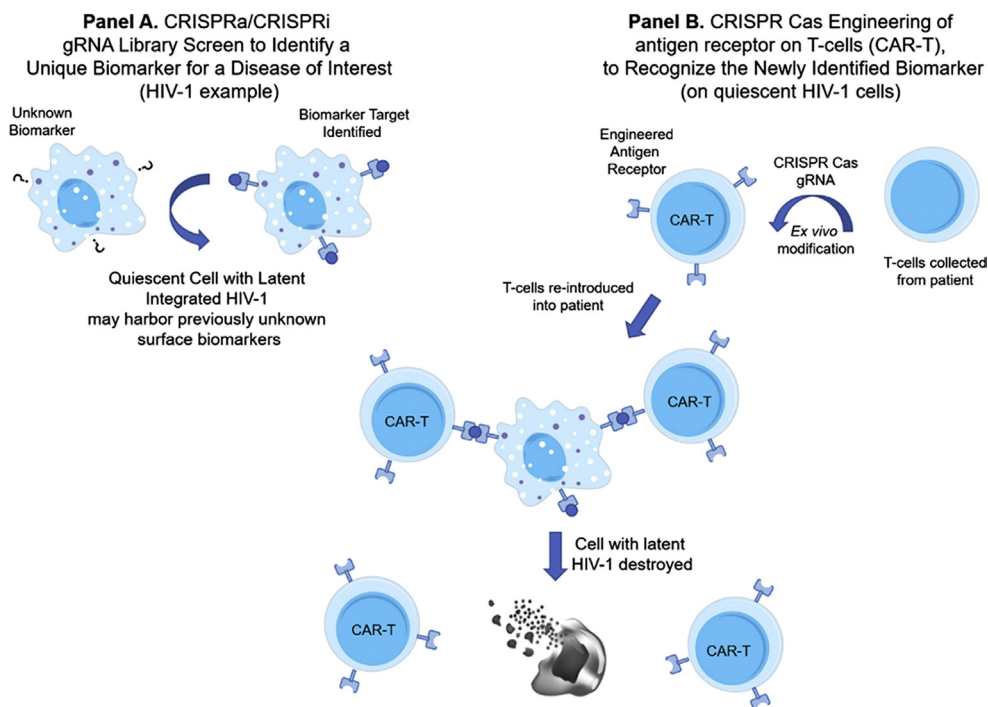 Panel A. CRISPRa/CRISPRi
gRNA Library Screen to Identify a
Unique Biomarker for a Disease of Interest
(HIV-1 example)
Unknown
Biomarker
?
?
?
Biomarker Target
Identified
Quiescent Cell with Latent
Integrated HIV-1
may harbor previously unknown
surface biomarkers
Panel B. CRISPR Cas Engineering of
antigen receptor on T-cells (CAR-T),
to Recognize the Newly Identified Biomarker
(on quiescent HIV-1 cells)
Engineered
Antigen
Receptor
CAR-T
CRISPR Cas
gRNA
Ex vivo
modification
T-cells collected
from patient
T-cells re-introduced
into patient
CAR-T
CAR-T
Cell with latent
HIV-1 destroyed
CAR-T
CAR-T